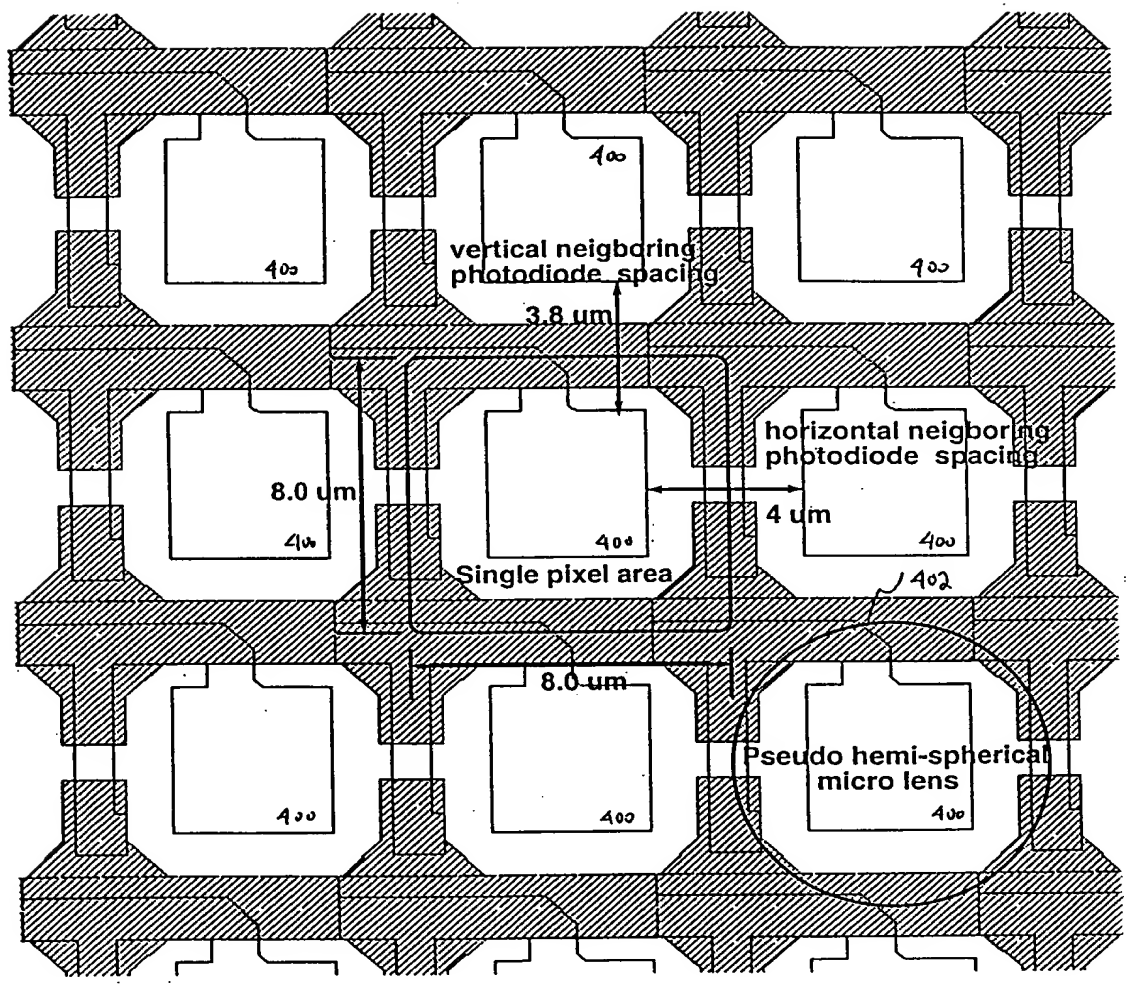 400
vertical neigboring
photodiode spacing
400
400
3.8 um
horizontal neigboring
photodiode spacing
8.0 um
4 um
400
400
400
Single pixel area
402
8.0 um
Pseudo hemi-spherical
micro lens
400
400
400